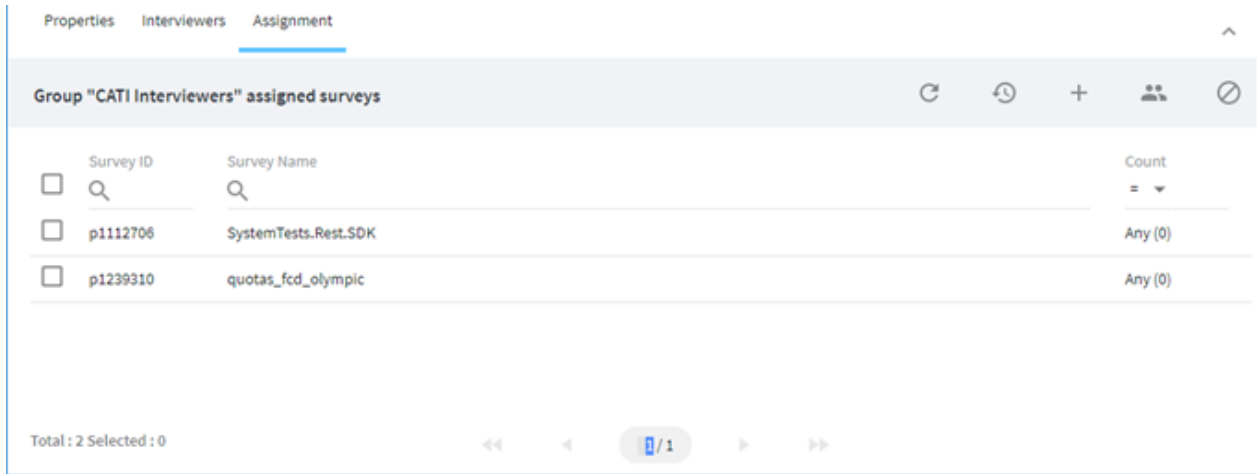 Properties Interviewers Assignment
Group "CATI Interviewers" assigned surveys
Survey ID Survey Name Count
=
p1112706 SystemTests.Rest.SDK Any (0)
p1239310 quotas_fcd_olympic Any (0)
Total : 2 Selected : 0 1 / 1